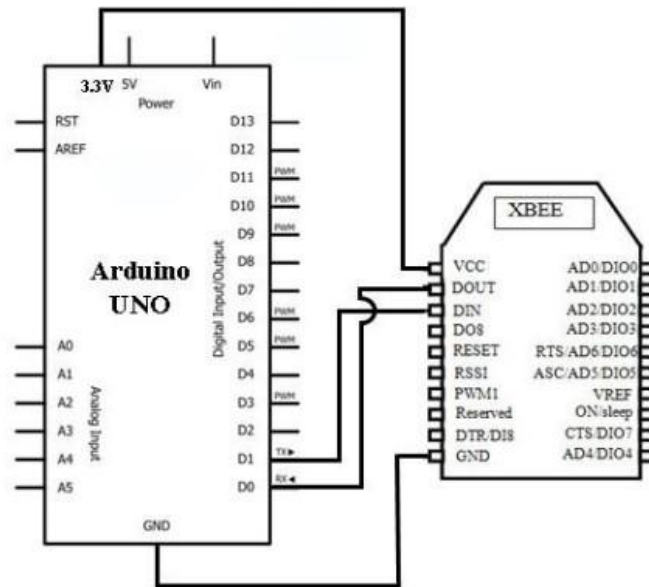 3.3V 5V Vin
Power
RST
AREF
Arduino
UNO
A0
A1
A2
A3
A4
A5
Analog Input
Digital Input/Output
D13
D12
D11 PWM
D10 PWM
D9 PWM
D8
D7
D6 PWM
D5 PWM
D4
D3 PWM
D2
D1 TX▶
D0 RX◀
GND
XBEE
VCC AD0/DIO0
DOUT AD1/DIO1
DIN AD2/DIO2
DO8 AD3/DIO3
RESET RTS/AD6/DIO6
RSSI ASC/AD5/DIO5
PWM1 VREF
Reserved ON/sleep
DTR/DI8 CTS/DIO7
GND AD4/DIO4